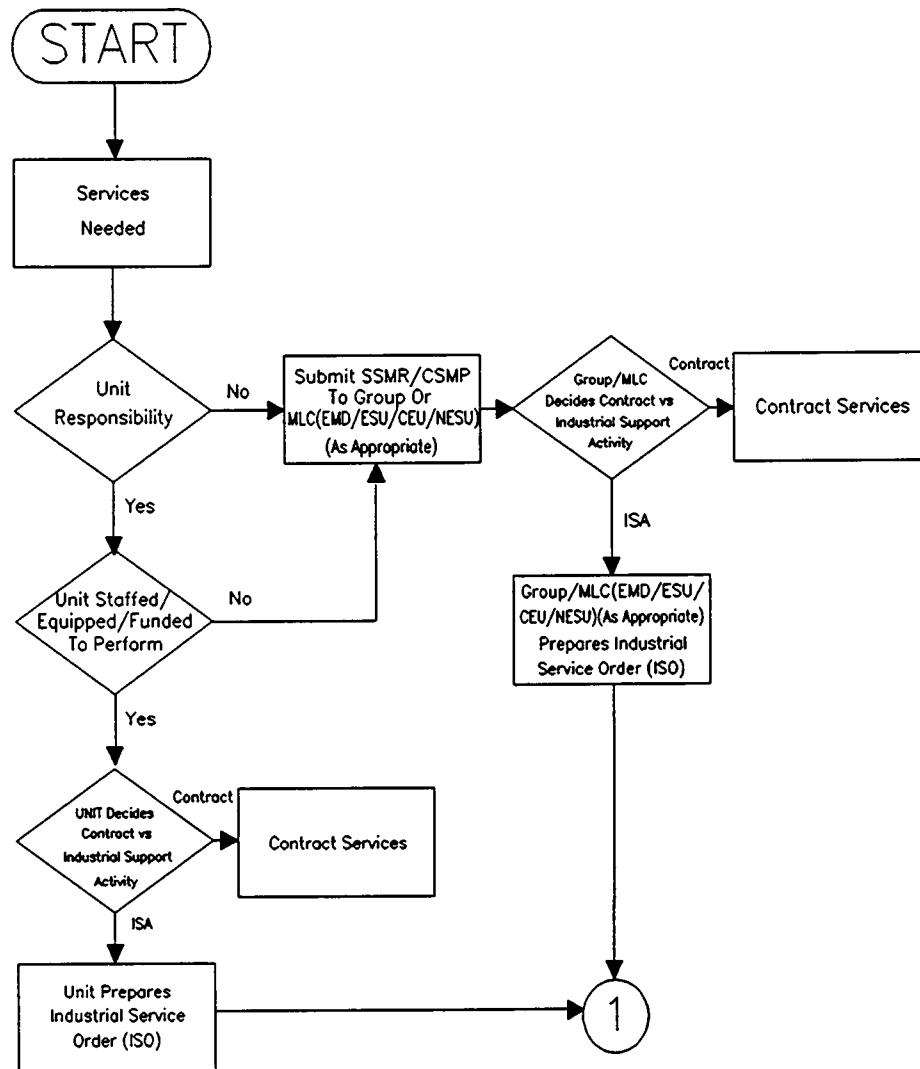 START
Services
Needed
Unit
Responsibility
No
Submit SSMR/CSMP
To Group Or
MLC(EMD/ESU/CEU/NESU)
(As Appropriate)
Group/MLC
Decides Contract vs
Industrial Support
Activity
Contract
Contract Services
Yes
ISA
Unit Staffed/
Equipped/Funded
To Perform
No
Group/MLC(EMD/ESU/
CEU/NESU)(As Appropriate)
Prepares Industrial
Service Order (ISO)
Yes
UNIT Decides
Contract vs
Industrial Support
Activity
Contract
Contract Services
ISA
Unit Prepares
Industrial Service
Order (ISO)
1